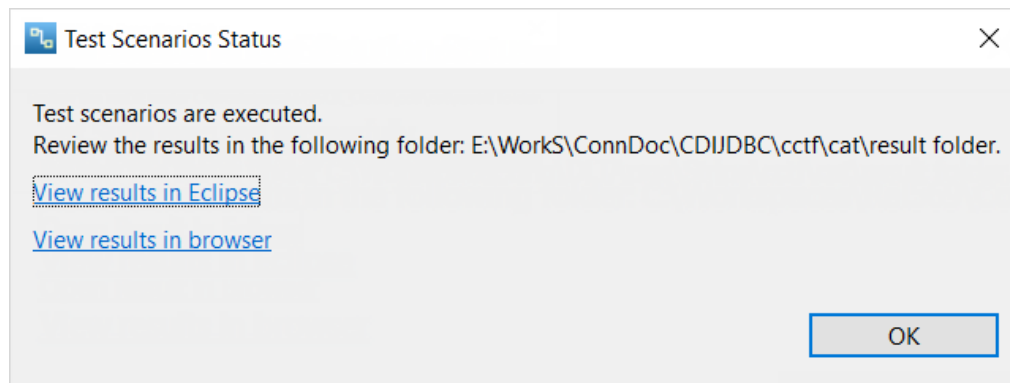 Test Scenarios Status
Test scenarios are executed.
Review the results in the following folder: E:\WorkS\ConnDoc\CDIJDBC\cctf\cat\result folder.
View results in Eclipse
View results in browser
OK